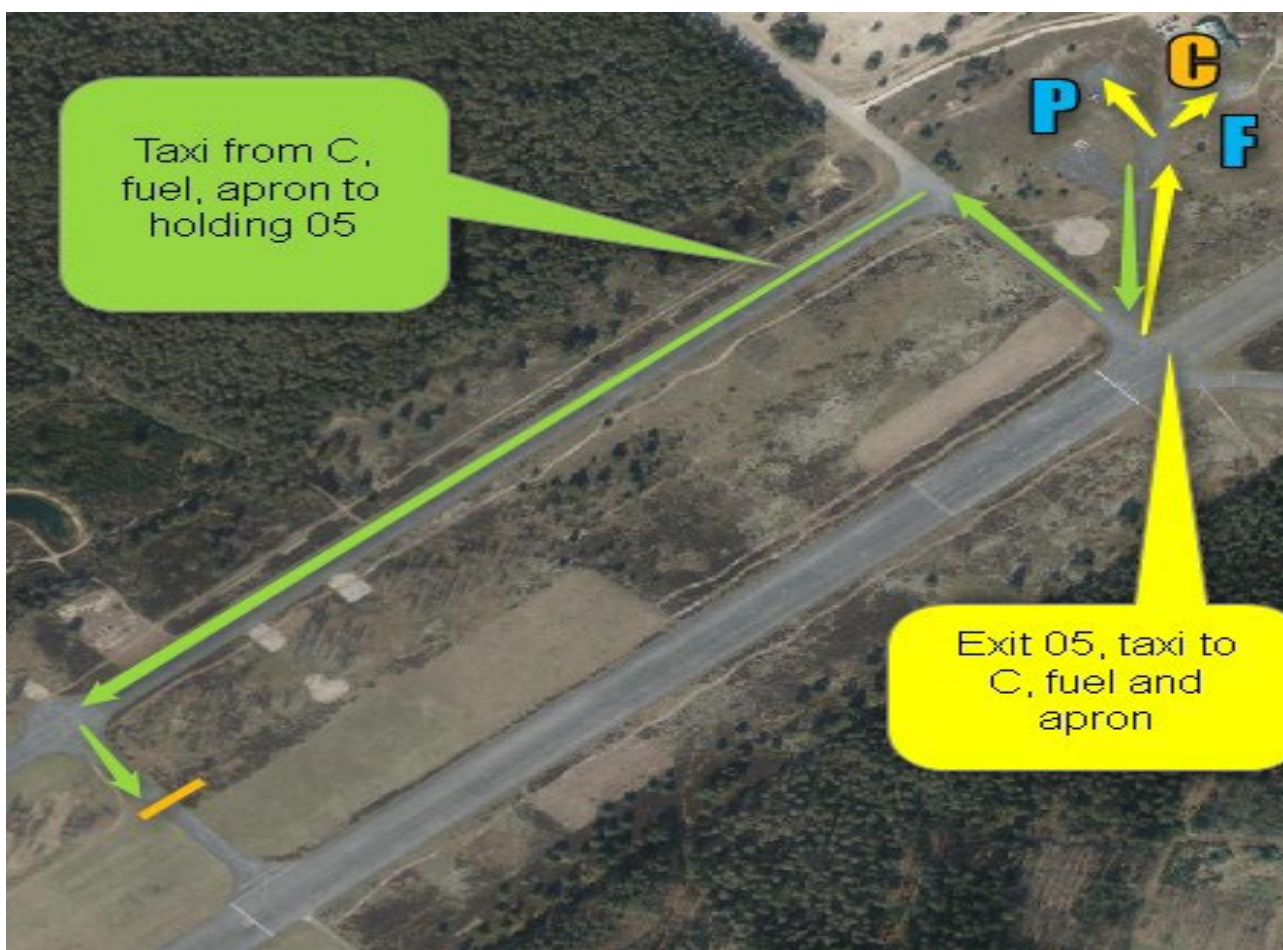 C
P
F
Taxi from C,
fuel, apron to
holding 05
Exit 05, taxi to
C, fuel and
apron